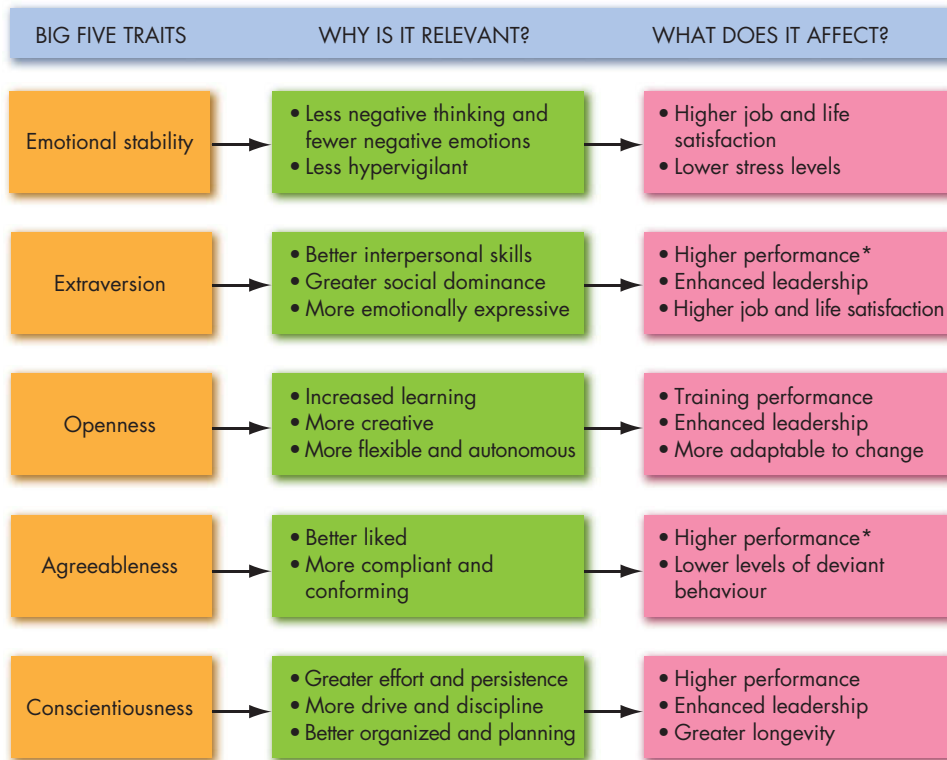 BIG FIVE TRAITS WHY IS IT RELEVANT? WHAT DOES IT AFFECT?
Emotional stability
• Less negative thinking and
fewer negative emotions
• Less hypervigilant
• Higher job and life
satisfaction
• Lower stress levels
Extraversion
• Better interpersonal skills
• Greater social dominance
• More emotionally expressive
• Higher performance*
• Enhanced leadership
• Higher job and life satisfaction
Openness
• Increased learning
• More creative
• More flexible and autonomous
• Training performance
• Enhanced leadership
• More adaptable to change
Agreeableness
• Better liked
• More compliant and
conforming
• Higher performance*
• Lower levels of deviant
behaviour
Conscientiousness
• Greater effort and persistence
• More drive and discipline
• Better organized and planning
• Higher performance
• Enhanced leadership
• Greater longevity